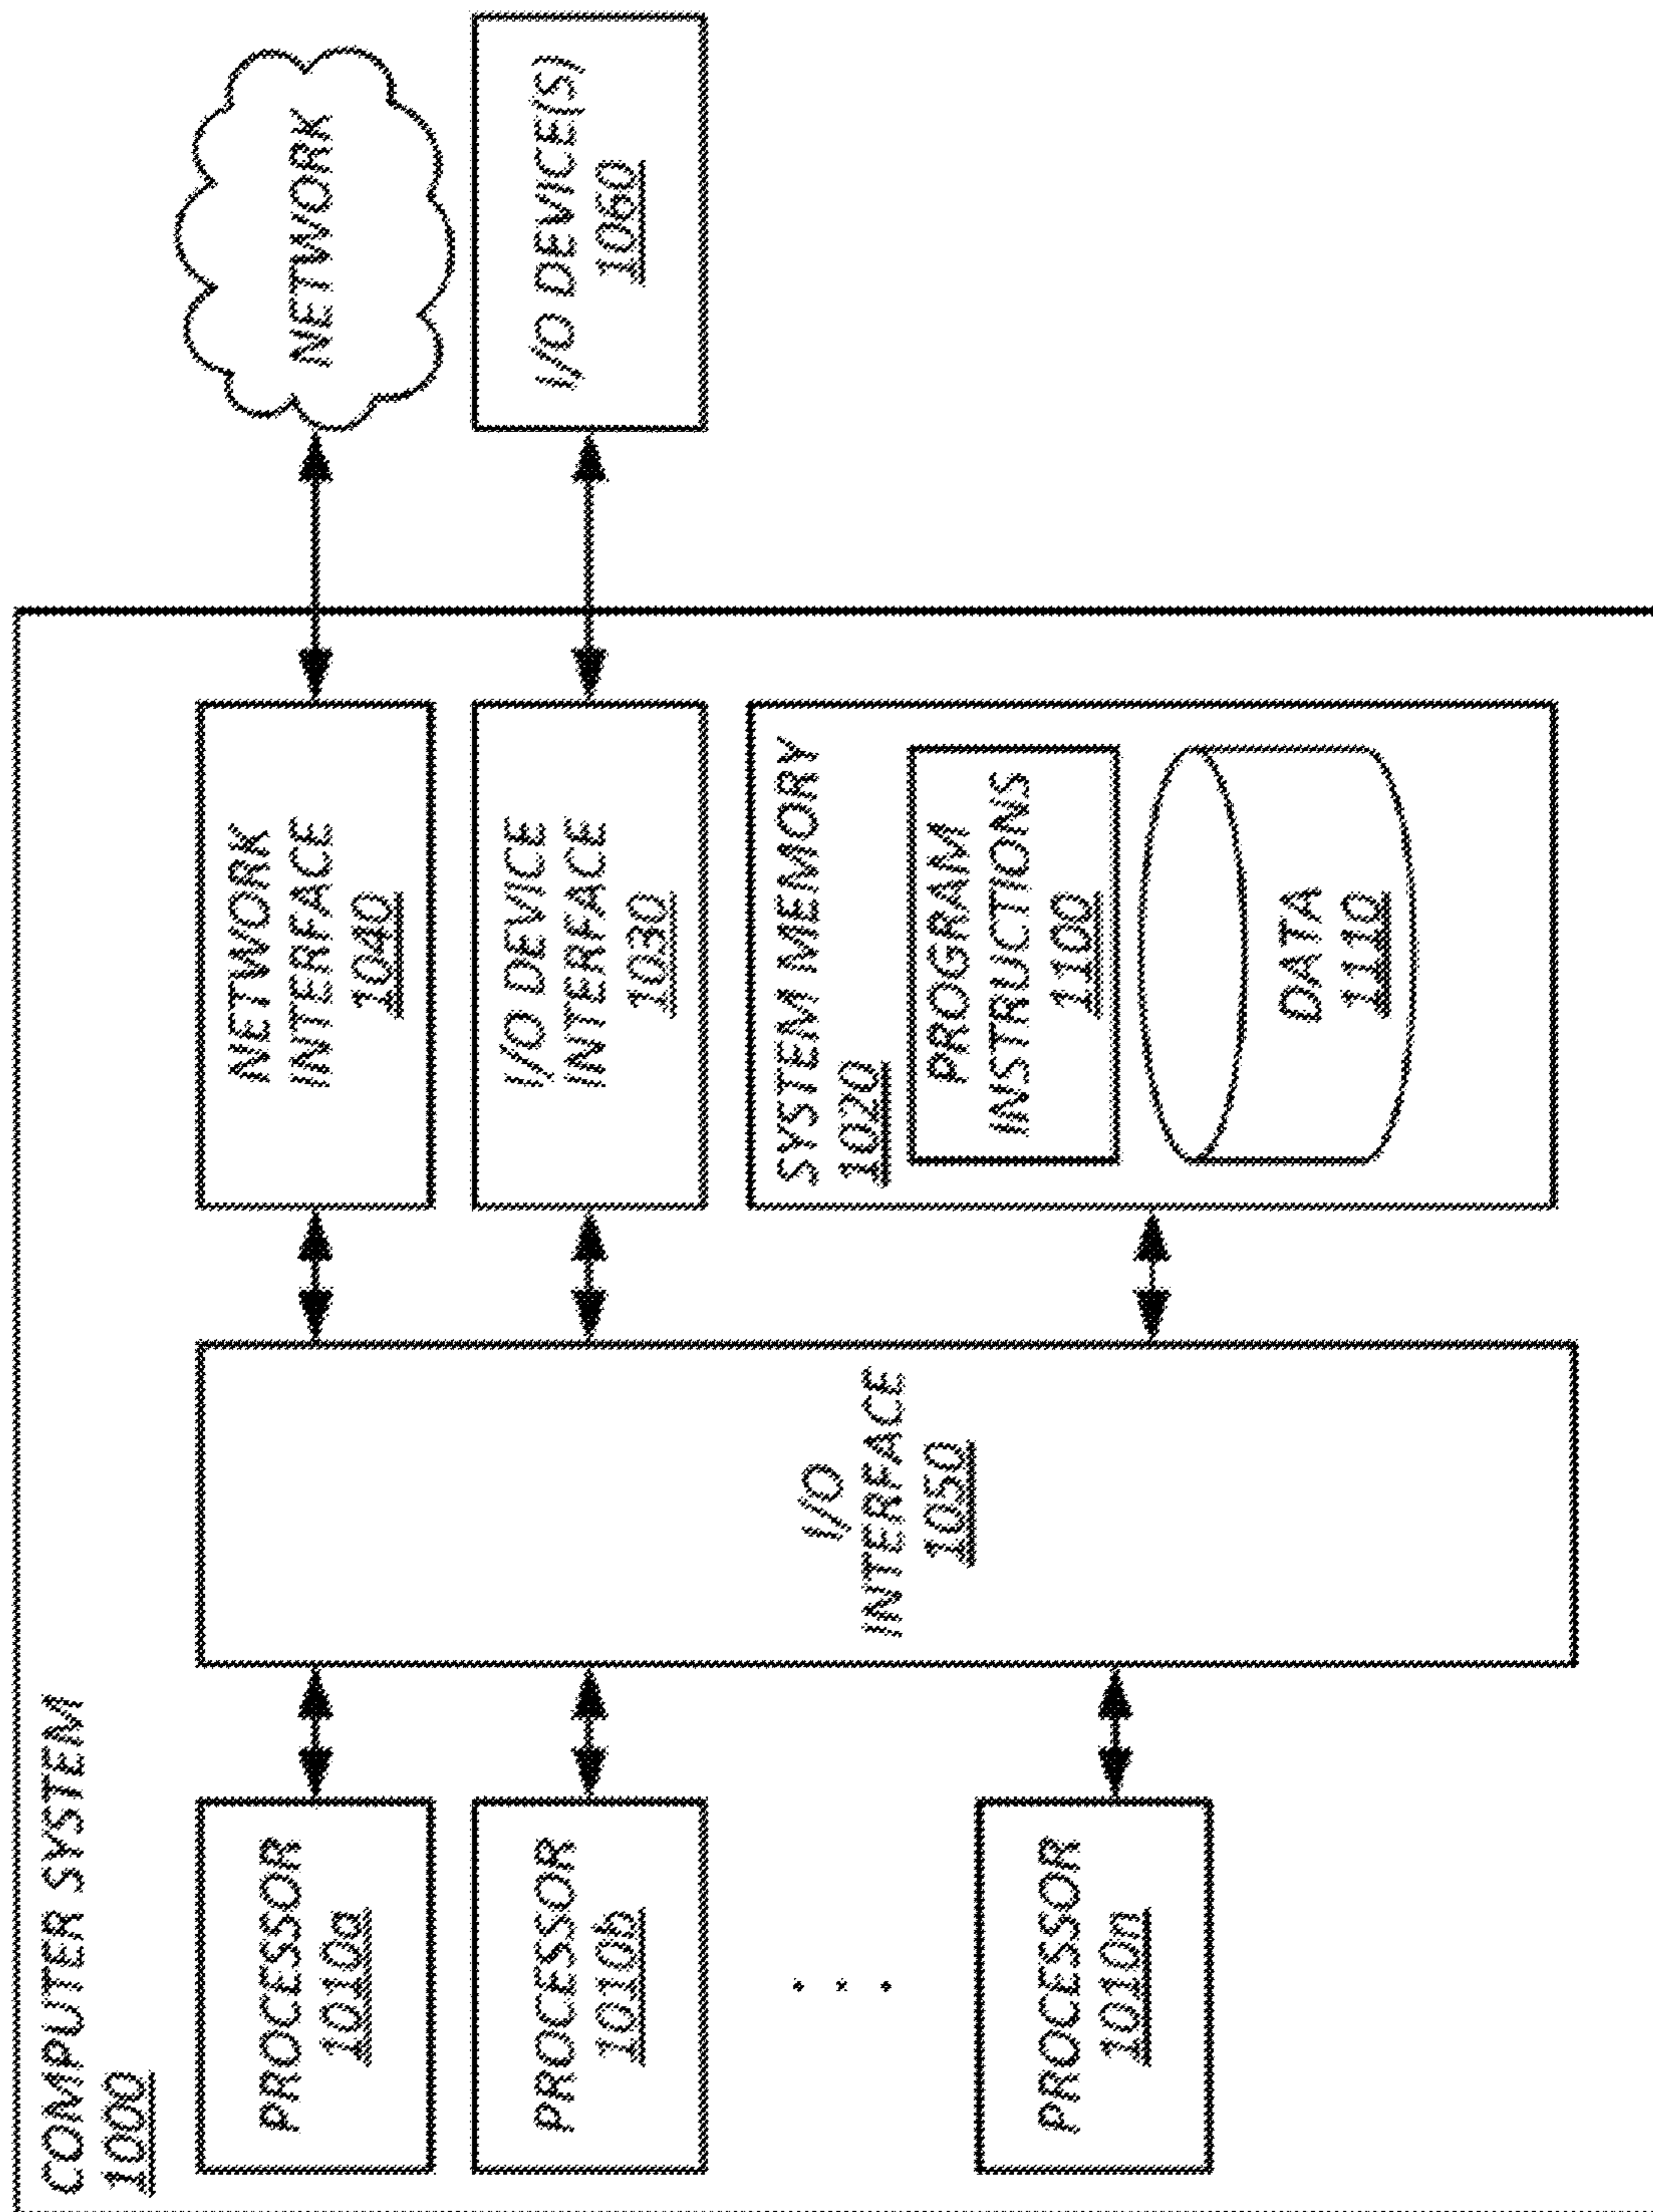 COMPUTER SYSTEM
1000
PROCESSOR
1010a
PROCESSOR
1010b
. . .
PROCESSOR
1010n
I/O
INTERFACE
1050
NETWORK
INTERFACE
1040
I/O DEVICE
INTERFACE
1030
SYSTEM MEMORY
1020
PROGRAM
INSTRUCTIONS
1100
DATA
1110
NETWORK
I/O DEVICE(S)
1060